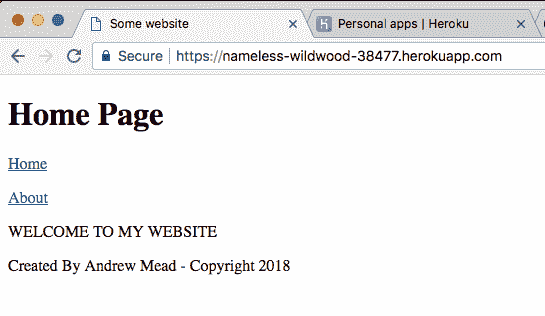 Some website
Personal apps | Heroku
Secure https://nameless-wildwood-38477.herokuapp.com
Home Page
Home
About
WELCOME TO MY WEBSITE
Created By Andrew Mead - Copyright 2018